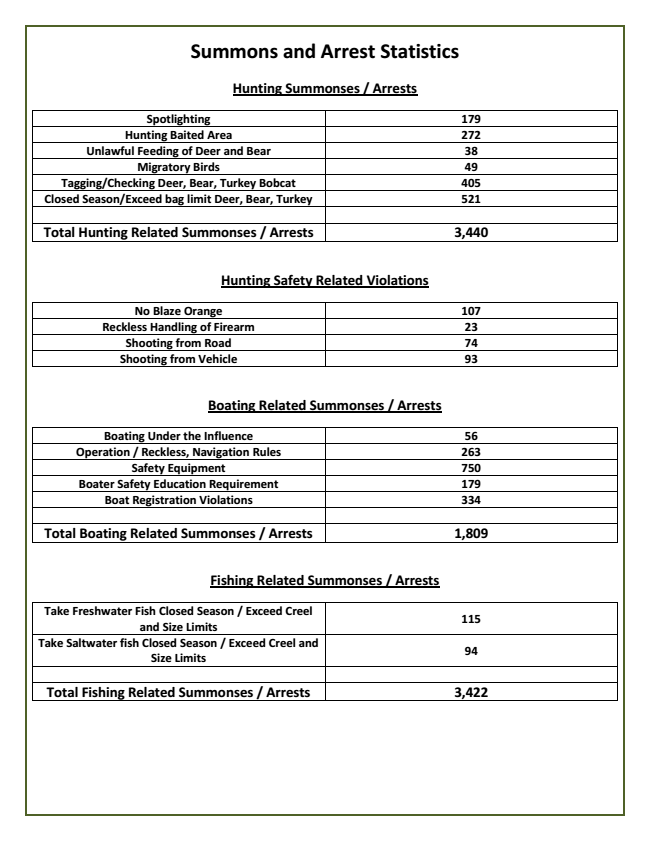 Summons and Arrest Statistics
Hunting Summonses / Arrests
Spotlighting 179
Hunting Baited Area 272
Unlawful Feeding of Deer and Bear 38
Migratory Birds 49
Tagging/Checking Deer, Bear, Turkey Bobcat 405
Closed Season/Exceed bag limit Deer, Bear, Turkey 521
Total Hunting Related Summonses / Arrests 3,440
Hunting Safety Related Violations
No Blaze Orange 107
Reckless Handling of Firearm 23
Shooting from Road 74
Shooting from Vehicle 93
Boating Related Summonses / Arrests
Boating Under the Influence 56
Operation / Reckless, Navigation Rules 263
Safety Equipment 750
Boater Safety Education Requirement 179
Boat Registration Violations 334
Total Boating Related Summonses / Arrests 1,809
Fishing Related Summonses / Arrests
Take Freshwater Fish Closed Season / Exceed Creel
and Size Limits 115
Take Saltwater fish Closed Season / Exceed Creel and
Size Limits 94
Total Fishing Related Summonses / Arrests 3,422